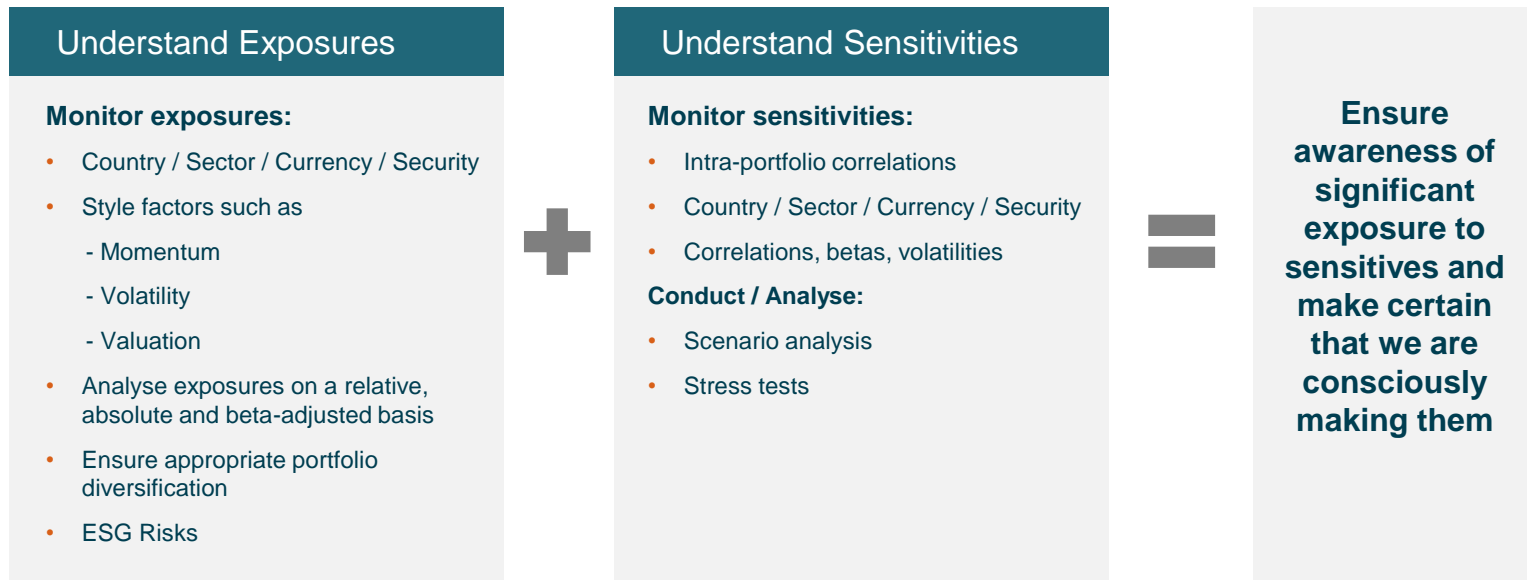 Understand Exposures
Monitor exposures:
• Country / Sector / Currency / Security
• Style factors such as
- Momentum
- Volatility
- Valuation
• Analyse exposures on a relative,
absolute and beta-adjusted basis
• Ensure appropriate portfolio
diversification
• ESG Risks
Understand Sensitivities
Monitor sensitivities:
• Intra-portfolio correlations
• Country / Sector / Currency / Security
• Correlations, betas, volatilities
Conduct / Analyse:
• Scenario analysis
• Stress tests
Ensure
awareness of
significant
exposure to
sensitives and
make certain
that we are
consciously
making them